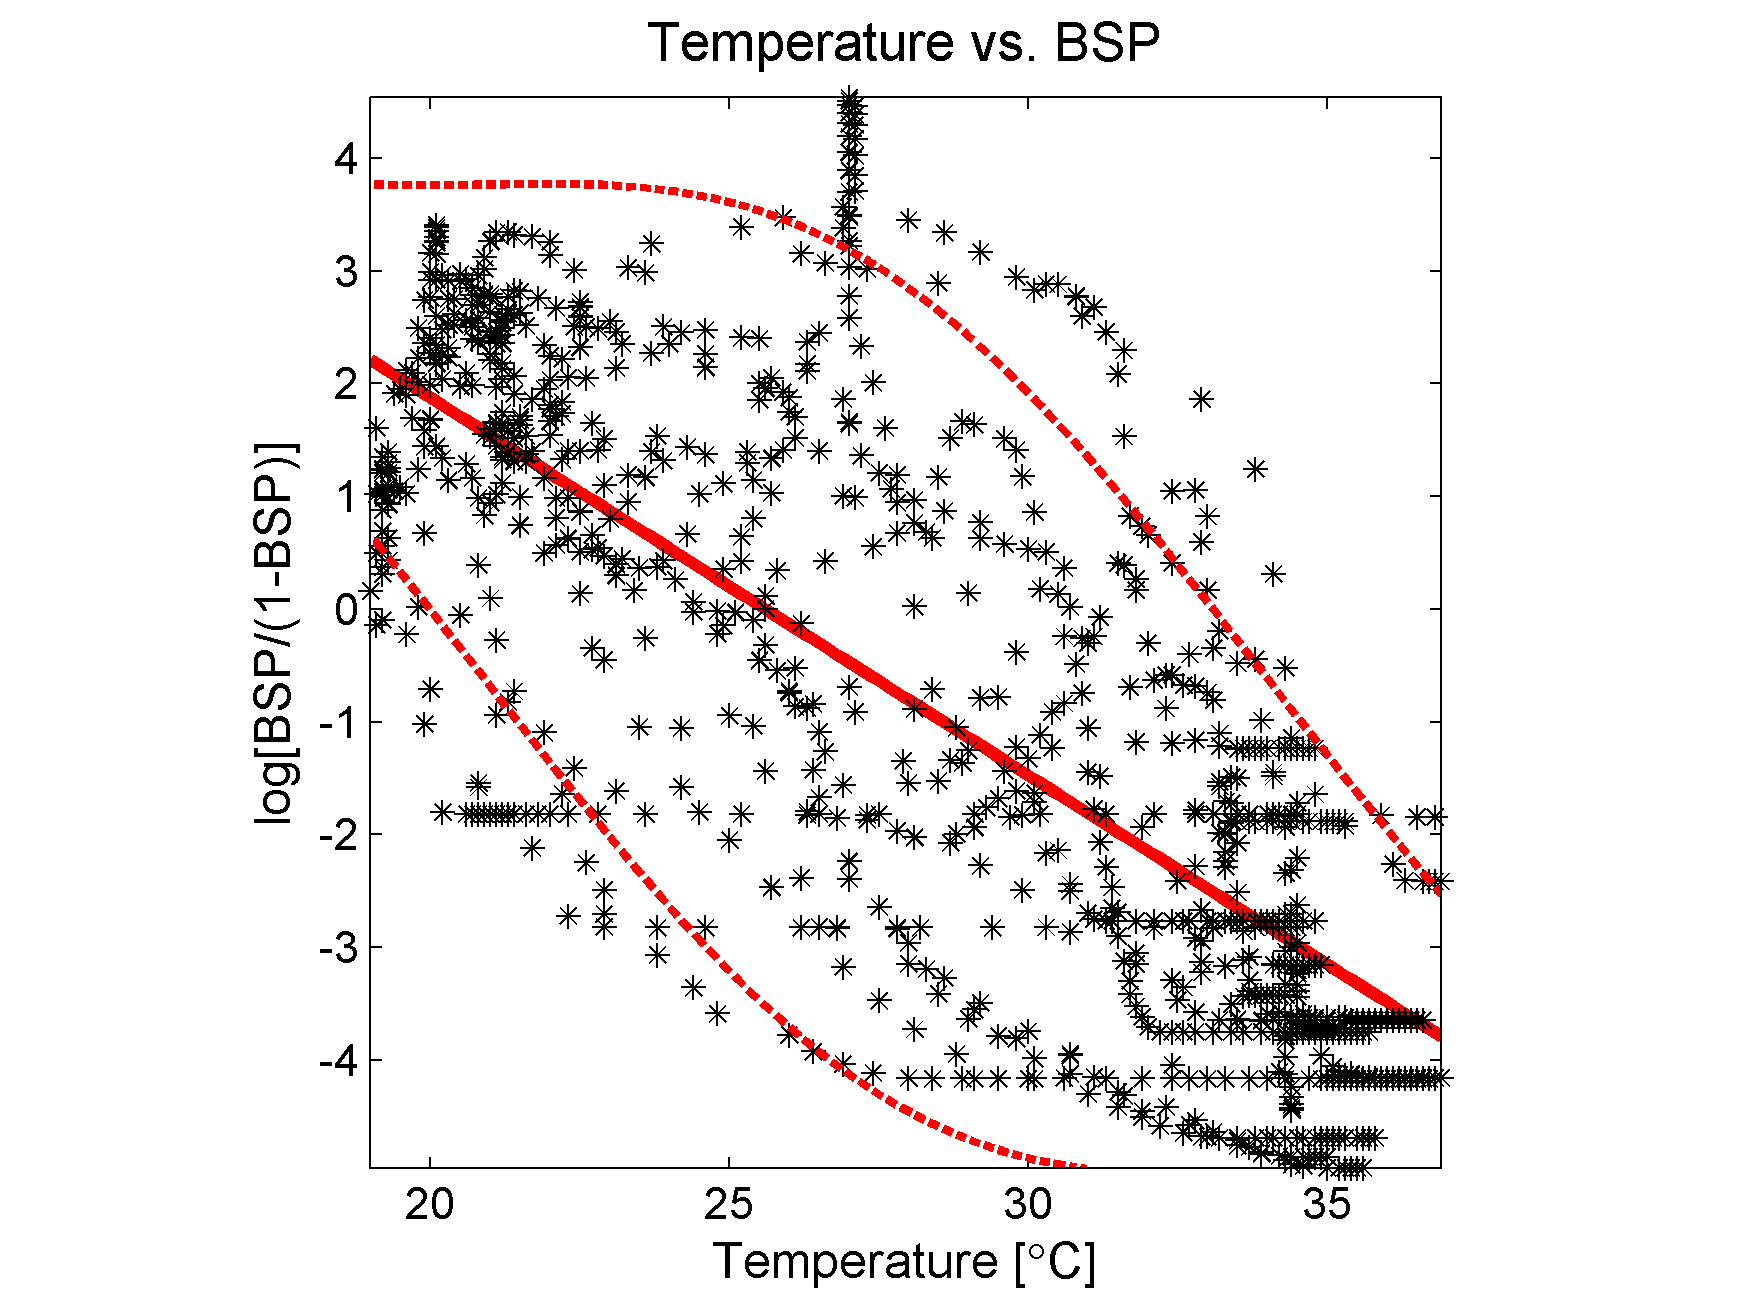 Temperature vs. BSP
log[BSP/(1-BSP)]
4
3
2
1
0
-1
-2
-3
-4
20 25 30 35
Temperature [°C]